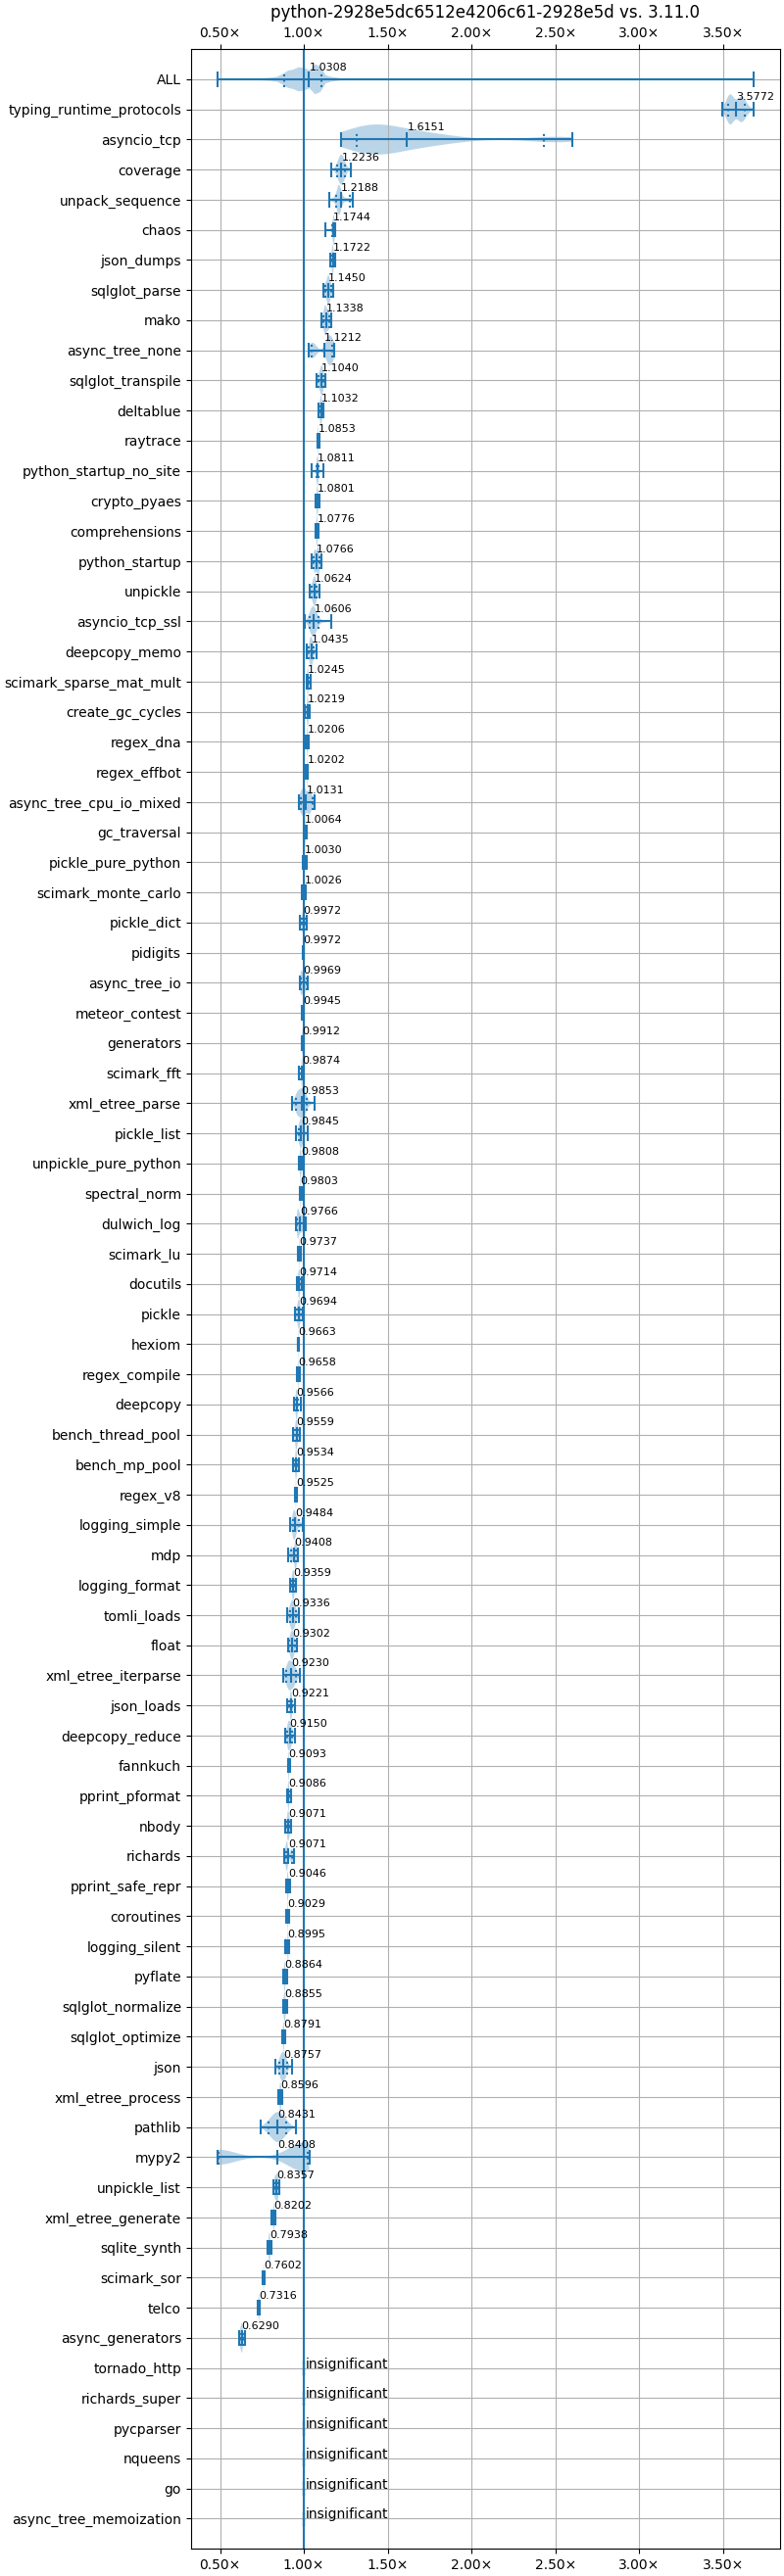 python-2928e5dc6512e4206c61-2928e5d vs. 3.11.0
0.50× 1.00× 1.50× 2.00× 2.50× 3.00× 3.50×
ALL 1.0308
typing_runtime_protocols 3.5772
asyncio_tcp 1.6151
coverage 1.2236
unpack_sequence 1.2188
chaos 1.1744
json_dumps 1.1722
sqlglot_parse 1.1450
mako 1.1338
async_tree_none 1.1212
sqlglot_transpile 1.1040
deltablue 1.1032
raytrace 1.0853
python_startup_no_site 1.0811
crypto_pyaes 1.0801
comprehensions 1.0776
python_startup 1.0766
unpickle 1.0624
asyncio_tcp_ssl 1.0606
deepcopy_memo 1.0435
scimark_sparse_mat_mult 1.0245
create_gc_cycles 1.0219
regex_dna 1.0206
regex_effbot 1.0202
async_tree_cpu_io_mixed 1.0131
gc_traversal 1.0064
pickle_pure_python 1.0030
scimark_monte_carlo 1.0026
pickle_dict 0.9972
pidigits 0.9972
async_tree_io 0.9969
meteor_contest 0.9945
generators 0.9912
scimark_fft 0.9874
xml_etree_parse 0.9853
pickle_list 0.9845
unpickle_pure_python 0.9808
spectral_norm 0.9803
dulwich_log 0.9766
scimark_lu 0.9737
docutils 0.9714
pickle 0.9694
hexiom 0.9663
regex_compile 0.9658
deepcopy 0.9566
bench_thread_pool 0.9559
bench_mp_pool 0.9534
regex_v8 0.9525
logging_simple 0.9484
mdp 0.9408
logging_format 0.9359
tomli_loads 0.9336
float 0.9302
xml_etree_iterparse 0.9230
json_loads 0.9221
deepcopy_reduce 0.9150
fannkuch 0.9093
pprint_pformat 0.9086
nbody 0.9071
richards 0.9071
pprint_safe_repr 0.9046
coroutines 0.9029
logging_silent 0.8995
pyflate 0.8864
sqlglot_normalize 0.8855
sqlglot_optimize 0.8791
json 0.8757
xml_etree_process 0.8596
pathlib 0.8431
mypy2 0.8408
unpickle_list 0.8357
xml_etree_generate 0.8202
sqlite_synth 0.7938
scimark_sor 0.7602
telco 0.7316
async_generators 0.6290
tornado_http insignificant
richards_super insignificant
pycparser insignificant
nqueens insignificant
go insignificant
async_tree_memoization insignificant
0.50× 1.00× 1.50× 2.00× 2.50× 3.00× 3.50×